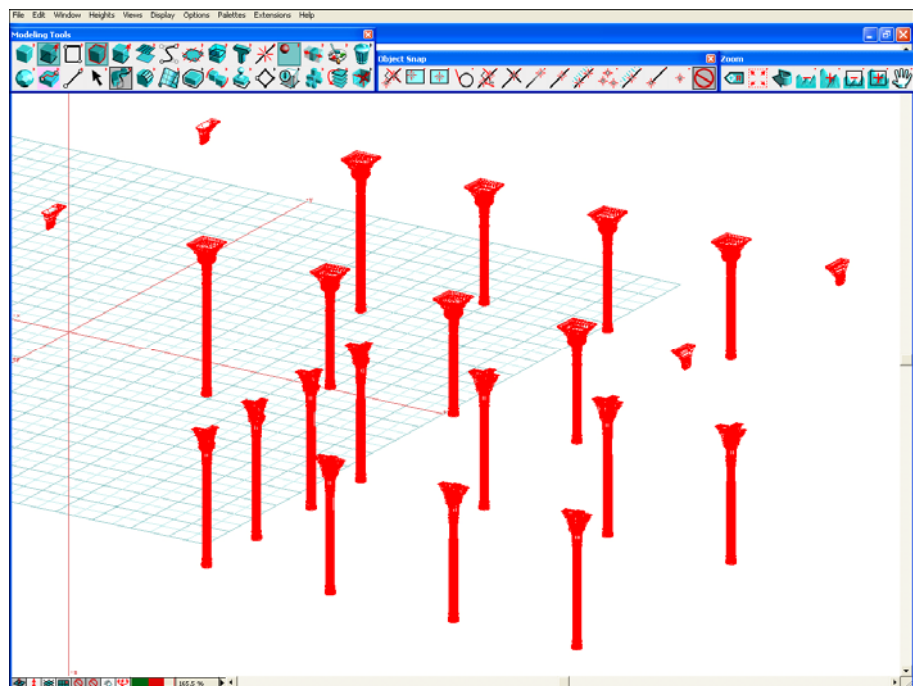 File Edit Window Heights Views Display Options Palettes Extensions Help
Modeling Tools
Object Snap
Zoom
165.5 %